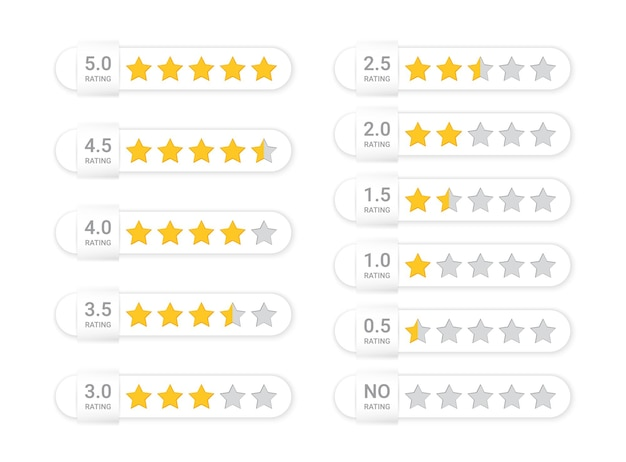 5.0
RATING
4.5
RATING
4.0
RATING
3.5
RATING
3.0
RATING
2.5
RATING
2.0
RATING
1.5
RATING
1.0
RATING
0.5
RATING
NO
RATING